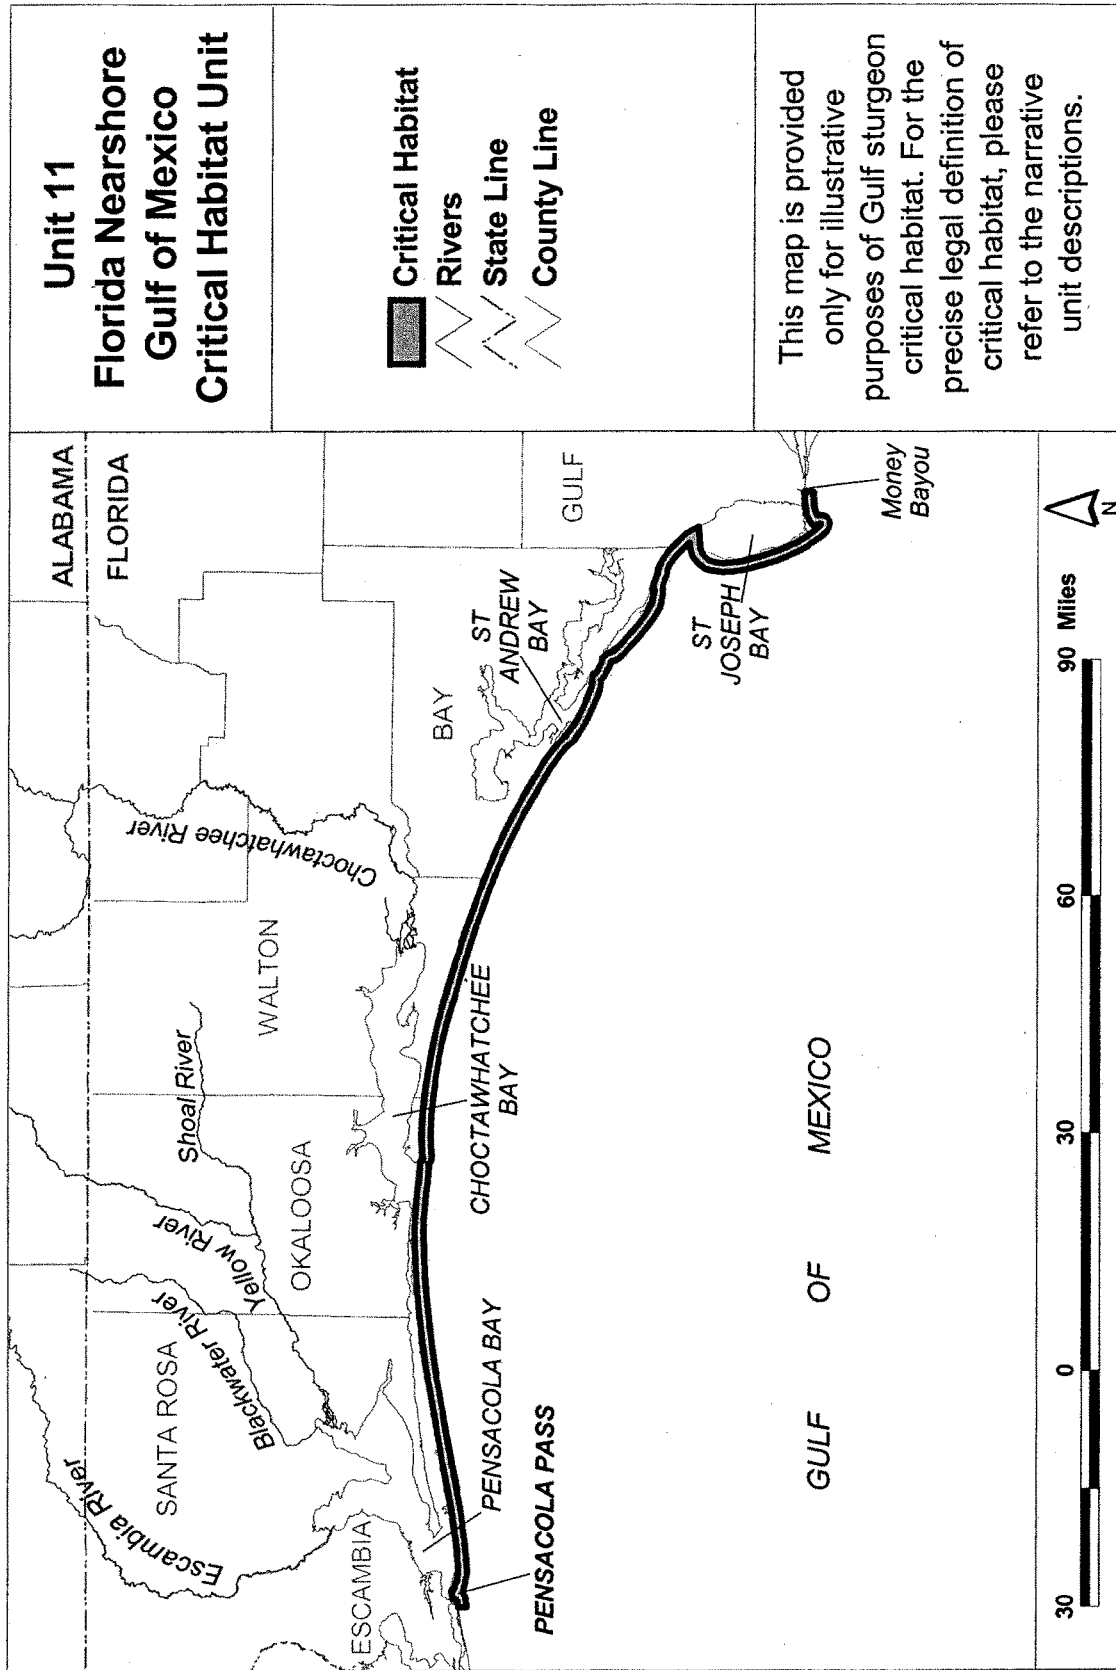 Unit 11
Florida Nearshore
Gulf of Mexico
Critical Habitat Unit
Critical Habitat
Rivers
State Line
County Line
This map is provided
only for illustrative
purposes of Gulf sturgeon
critical habitat. For the
precise legal definition of
critical habitat, please
refer to the narrative
unit descriptions.
ALABAMA
FLORIDA
Escambia River
SANTA ROSA
Blackwater River
Yellow River
Shoal River
OKALOOSA
WALTON
Choctawhatchee River
ESCAMBIA
BAY
GULF
PENSACOLA BAY
PENSACOLA PASS
CHOCTAWHATCHEE
BAY
ST
ANDREW
BAY
ST
JOSEPH
BAY
Money
Bayou
GULF OF MEXICO
30 0 30 60 90 Miles
N